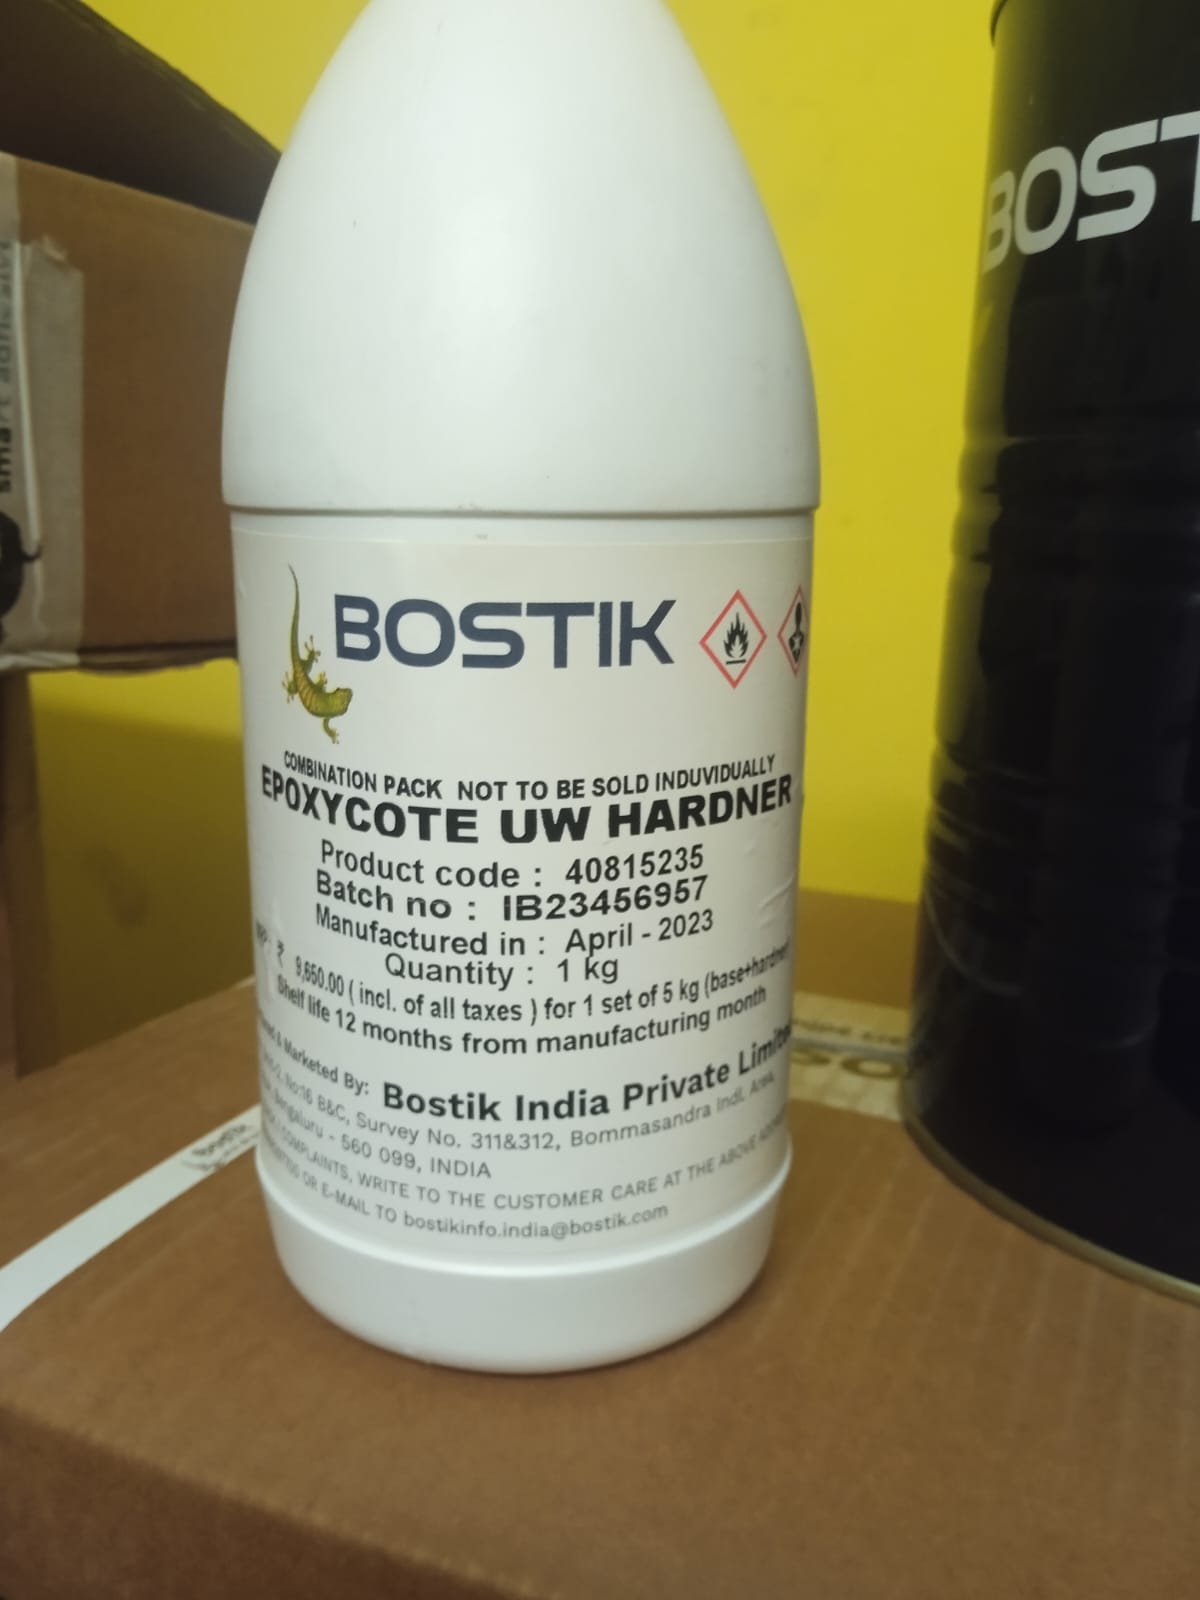 BOSTIK
COMBINATION PACK NOT TO BE SOLD INDUVIDUALLY
EPOXYCOTE UW HARDNER
Product code : 40815235
Batch no : IB23456957
Manufactured in : April - 2023
Quantity : 1 kg
₹ 9,650.00 ( incl. of all taxes ) for 1 set of 5 kg (base+hardner)
Shelf life 12 months from manufacturing month
& Marketed By: Bostik India Private Limited
No:16 B&C, Survey No. 311&312, Bommasandra Indl. Area,
Bengaluru - 560 099, INDIA
COMPLAINTS, WRITE TO THE CUSTOMER CARE AT THE ABOVE ADDRESS
OR E-MAIL TO bostikinfo.india@bostik.com
BOST
smart adhesive